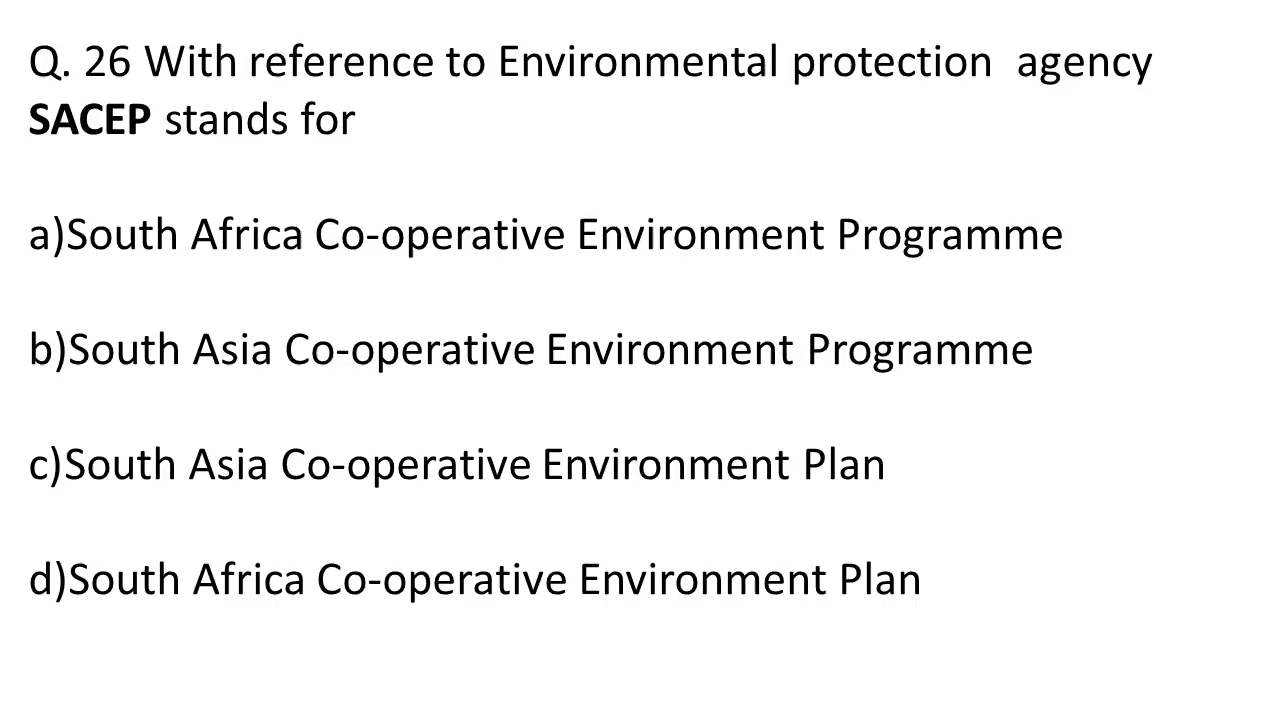 Q. 26 With reference to Environmental protection  agency
SACEP stands for
a)South Africa Co-operative Environment Programme
b)South Asia Co-operative Environment Programme
c)South Asia Co-operative Environment Plan
d)South Africa Co-operative Environment Plan